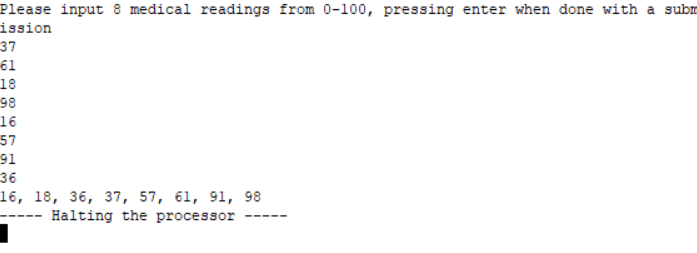 Please input 8 medical readings from 0-100, pressing enter when done with a subm
ission
37
61
18
98
16
57
91
36
16, 18, 36, 37, 57, 61, 91, 98
----- Halting the processor -----